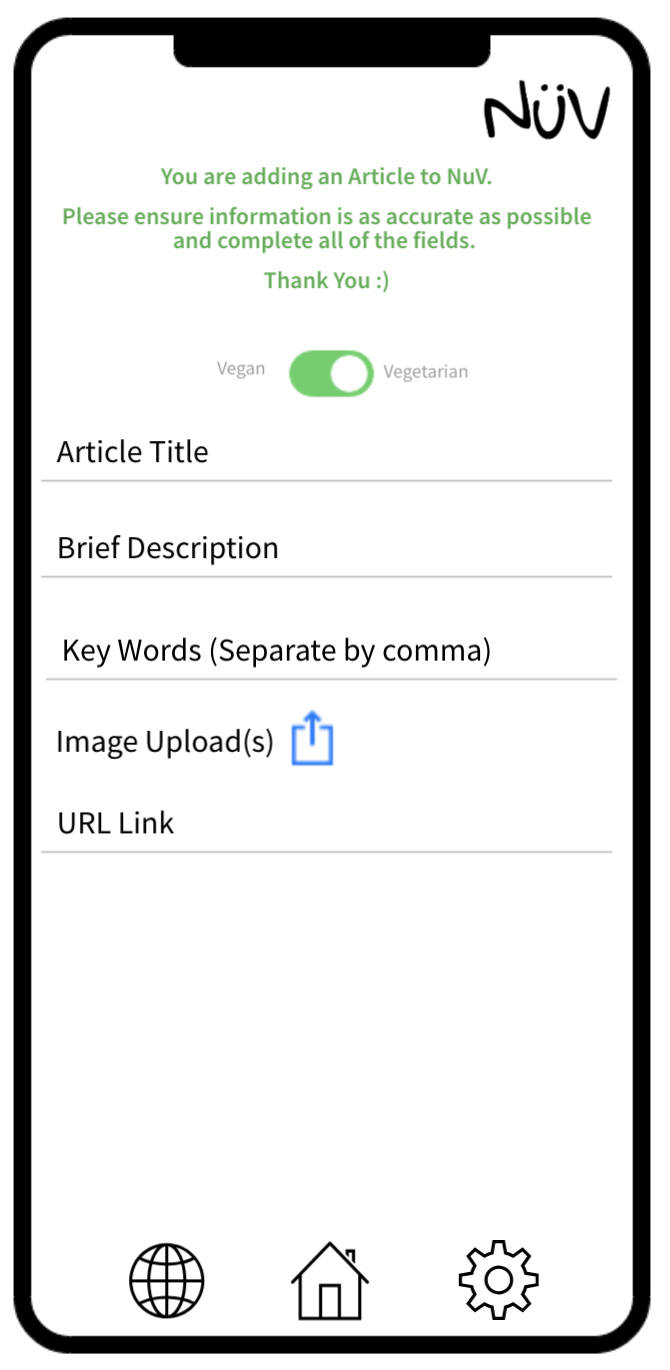 NüV
You are adding an Article to NuV.
Please ensure information is as accurate as possible
and complete all of the fields.
Thank You :)
Vegan Vegetarian
Article Title
Brief Description
Key Words (Separate by comma)
Image Upload(s)
URL Link